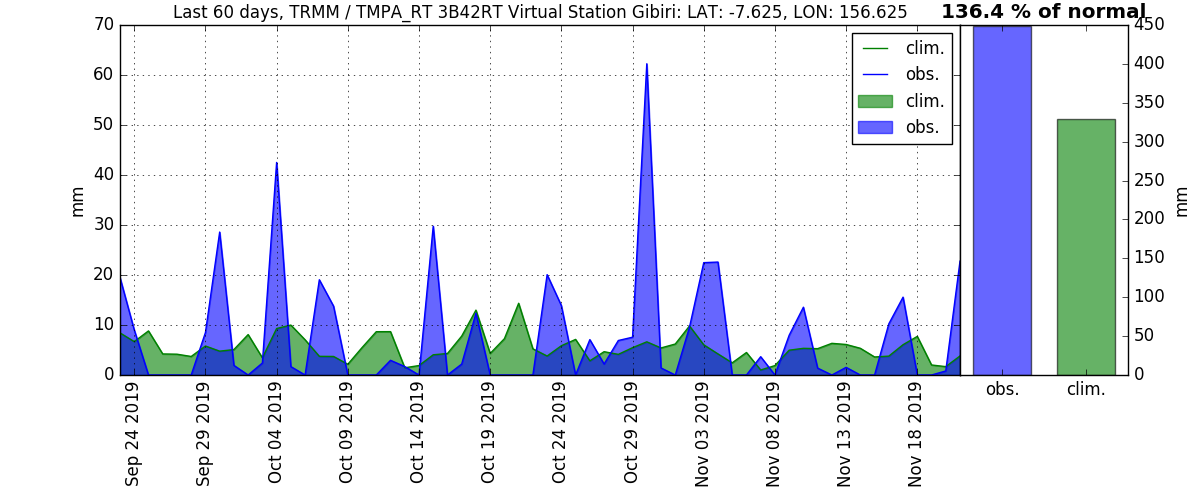 Last 60 days, TRMM / TMPA_RT 3B42RT Virtual Station Gibiri: LAT: -7.625, LON: 156.625
136.4 % of normal
70
60
50
40
30
20
10
0
mm
clim.
obs.
clim.
obs.
450
400
350
300
250
200
150
100
50
0
mm
Sep 24 2019
Sep 29 2019
Oct 04 2019
Oct 09 2019
Oct 14 2019
Oct 19 2019
Oct 24 2019
Oct 29 2019
Nov 03 2019
Nov 08 2019
Nov 13 2019
Nov 18 2019
obs.
clim.